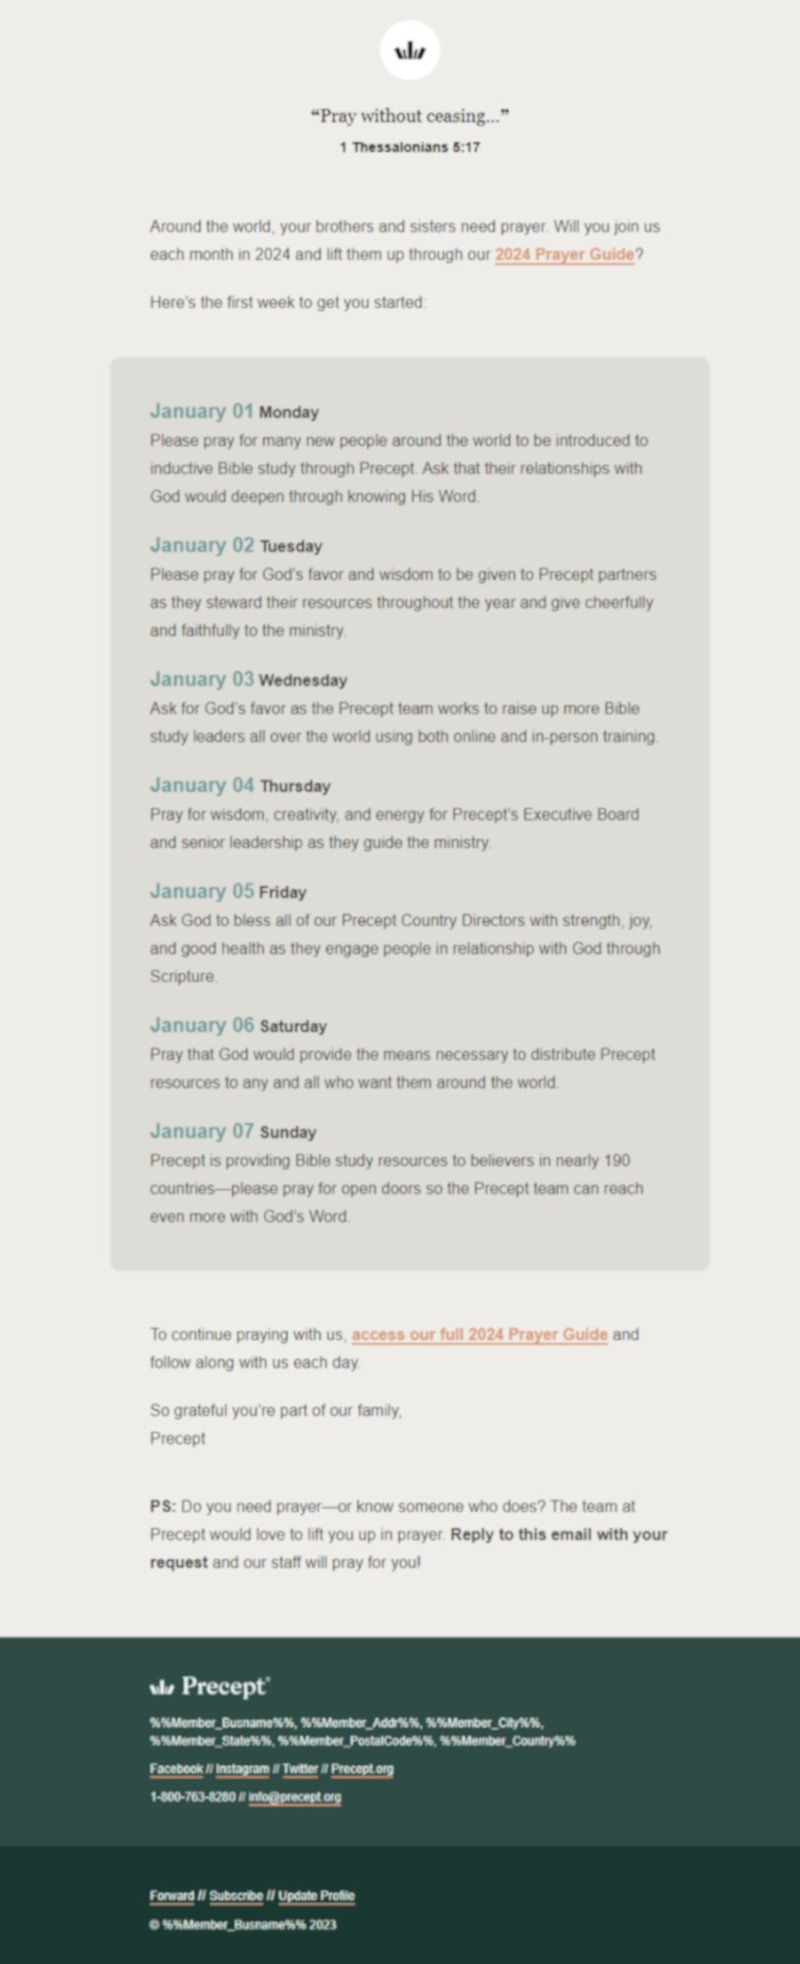 “Pray without ceasing...”
1 Thessalonians 5:17
Around the world, your brothers and sisters need prayer. Will you join us
each month in 2024 and lift them up through our 2024 Prayer Guide?
Here’s the first week to get you started:
January 01 Monday
Please pray for many new people around the world to be introduced to
inductive Bible study through Precept. Ask that their relationships with
God would deepen through knowing His Word.
January 02 Tuesday
Please pray for God’s favor and wisdom to be given to Precept partners
as they steward their resources throughout the year and give cheerfully
and faithfully to the ministry.
January 03 Wednesday
Ask for God’s favor as the Precept team works to raise up more Bible
study leaders all over the world using both online and in-person training.
January 04 Thursday
Pray for wisdom, creativity, and energy for Precept's Executive Board
and senior leadership as they guide the ministry.
January 05 Friday
Ask God to bless all of our Precept Country Directors with strength, joy,
and good health as they engage people in relationship with God through
Scripture.
January 06 Saturday
Pray that God would provide the means necessary to distribute Precept
resources to any and all who want them around the world.
January 07 Sunday
Precept is providing Bible study resources to believers in nearly 190
countries—please pray for open doors so the Precept team can reach
even more with God’s Word.
To continue praying with us, access our full 2024 Prayer Guide and
follow along with us each day.
So grateful you’re part of our family,
Precept
PS: Do you need prayer—or know someone who does? The team at
Precept would love to lift you up in prayer. Reply to this email with your
request and our staff will pray for you!
Precept®
%%Member_Busname%%, %%Member_Addr%%, %%Member_City%%,
%%Member_State%%, %%Member_PostalCode%%, %%Member_Country%%
Facebook // Instagram // Twitter // Precept.org
1-800-763-8280 // info@precept.org
Forward // Subscribe // Update Profile
© %%Member_Busname%% 2023